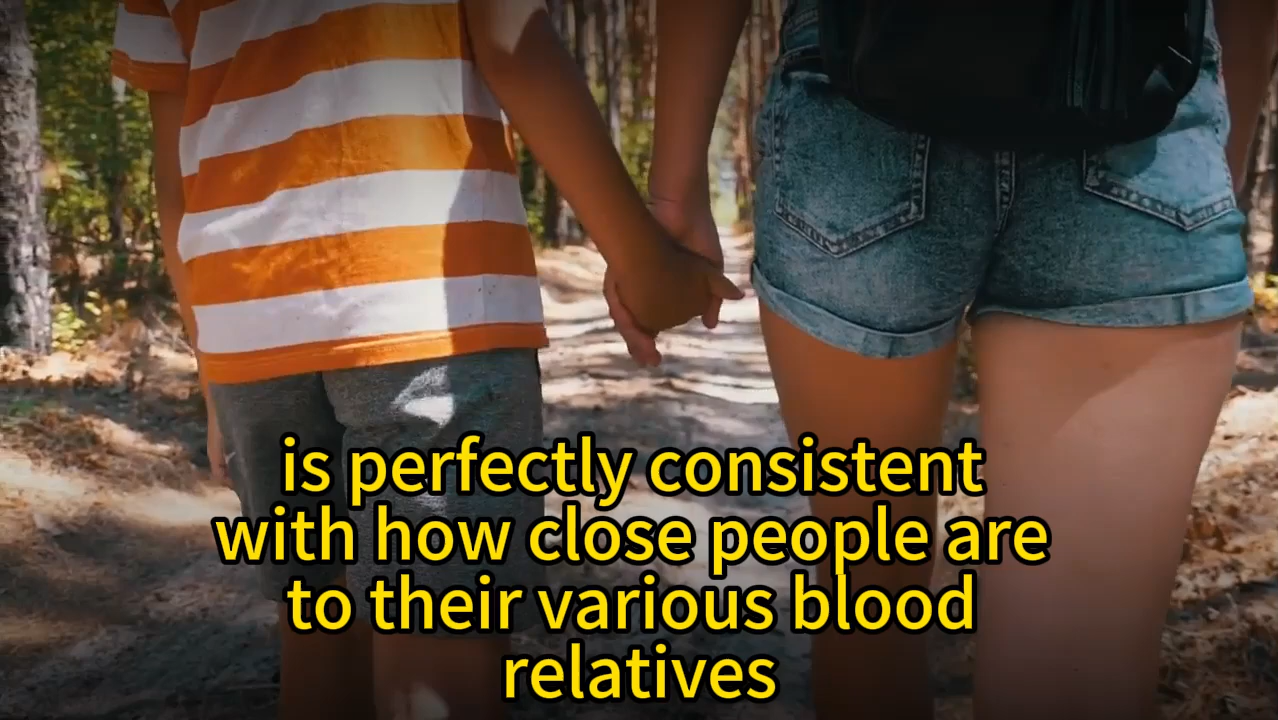 is perfectly consistent
with how close people are
to their various blood
relatives